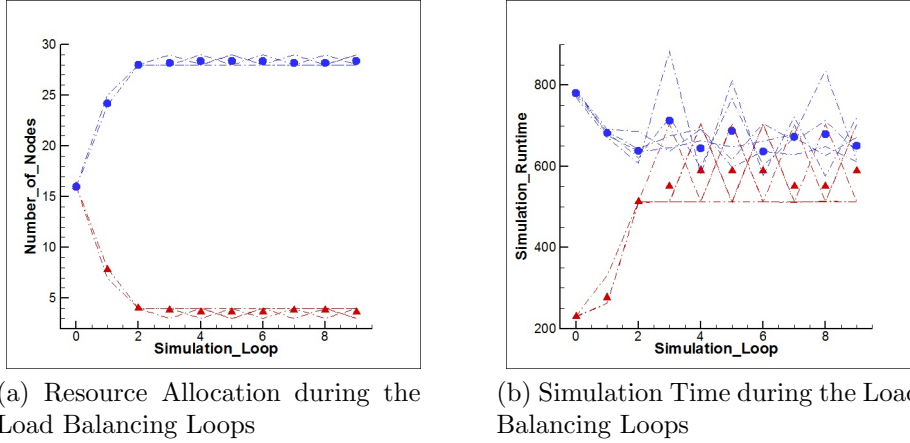 30
25
20
15
10
5
Number_of_Nodes
0 2 4 6 8
Simulation_Loop
800
600
400
200
Simulation_Runtime
0 2 4 6 8
Simulation_Loop
a) Resource Allocation during the
Load Balancing Loops
(b) Simulation Time during the Load
Balancing Loops